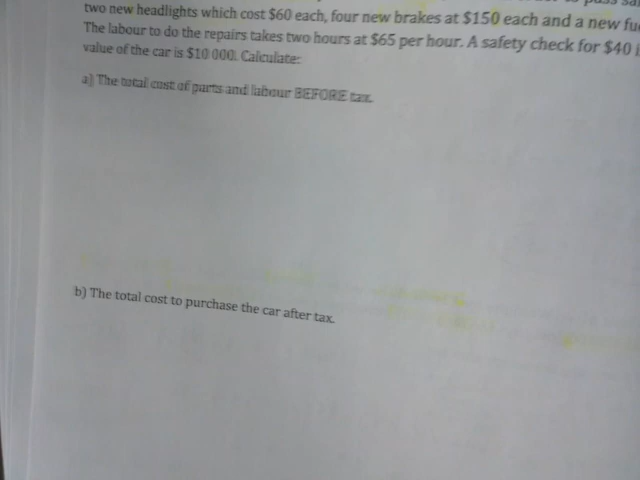 two new headlights which cost $60 each, four new brakes at $150 each and a new
The labour to do the repairs takes two hours at $65 per hour. A safety check for $40
value of the car is $10 000. Calculate:
a) The total cost of parts and labour BEFORE tax.
b) The total cost to purchase the car after tax.